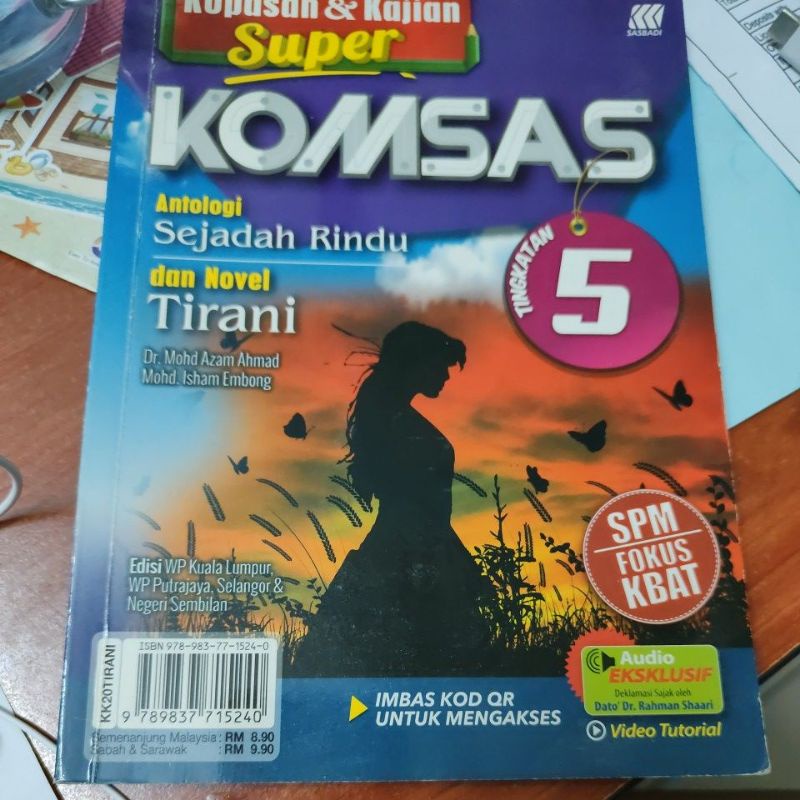 Kupasan & Kajian
Super
SASBADI
KOMSAS
Antologi
Sejadah Rindu
dan Novel
Tirani
Dr. Mohd Azam Ahmad
Mohd. Isham Embong
TINGKATAN
5
SPM
FOKUS
KBAT
Edisi WP Kuala Lumpur,
WP Putrajaya, Selangor &
Negeri Sembilan
KK20TIRANI
ISBN 978-983-77-1524-0
9 789837 715240
Semenanjung Malaysia : RM 8.90
Sabah & Sarawak : RM 9.90
IMBAS KOD QR
UNTUK MENGAKSES
Audio
EKSKLUSIF
Deklamasi Sajak oleh
Dato' Dr. Rahman Shaari
Video Tutorial